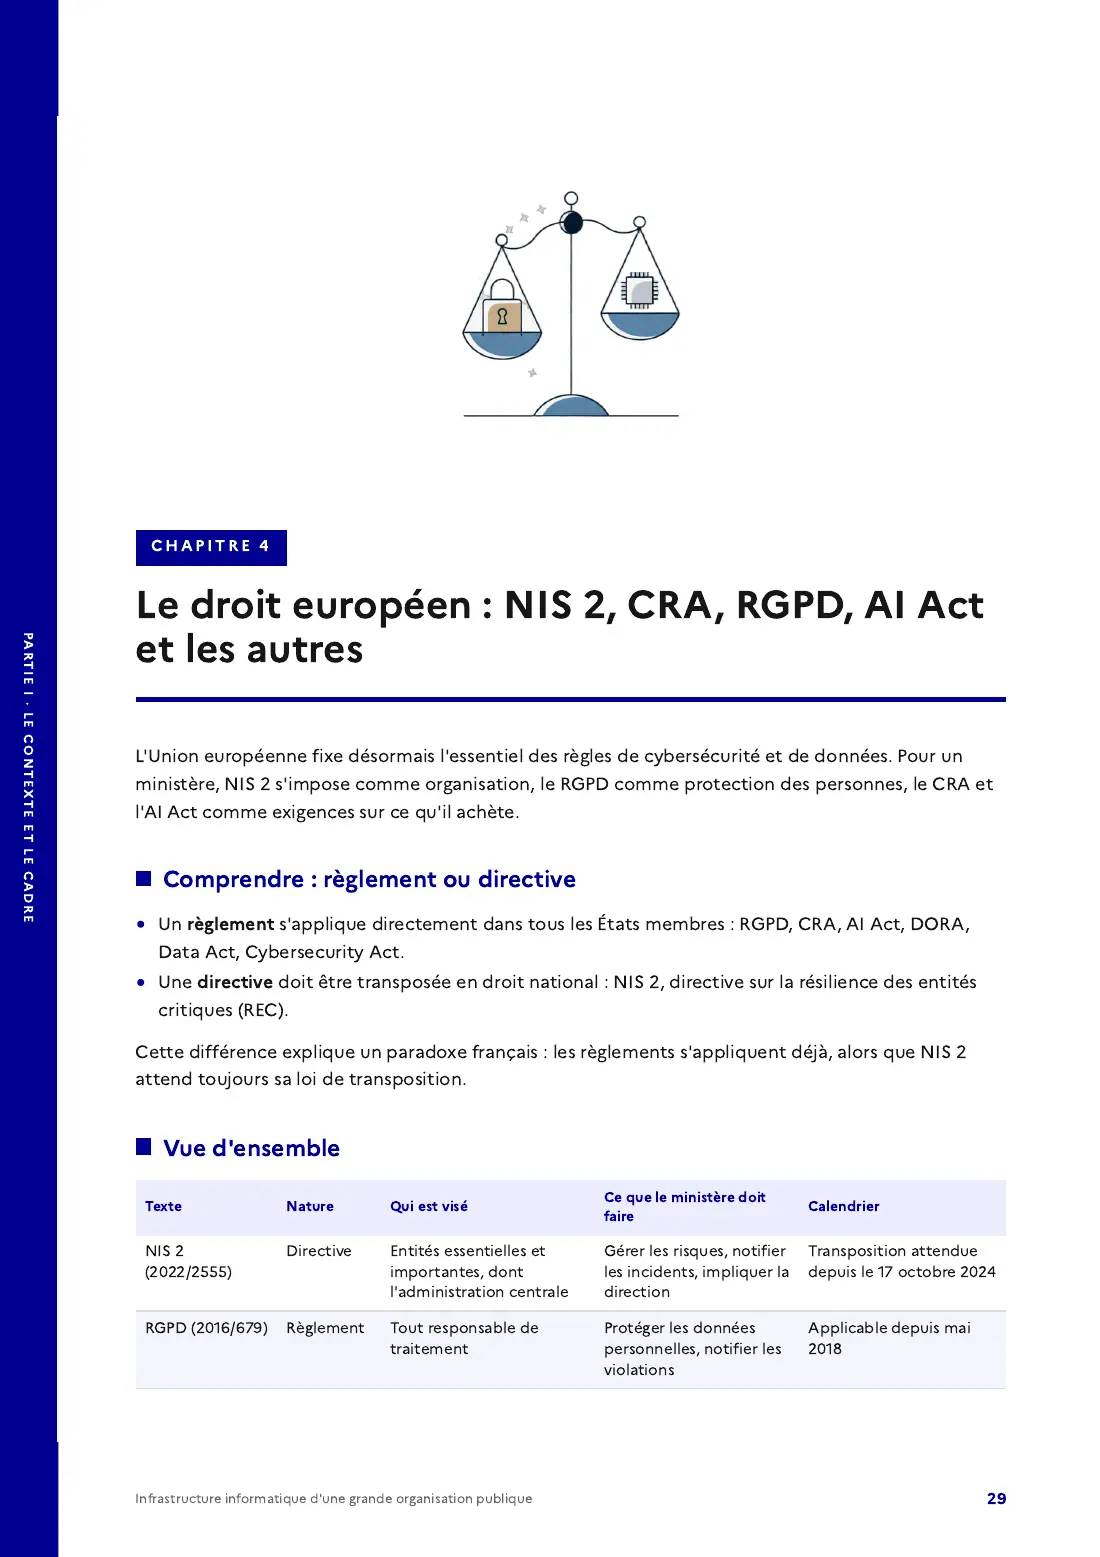 PARTIE I · LE CONTEXTE ET LE CADRE
CHAPITRE 4
Le droit européen : NIS 2, CRA, RGPD, AI Act
et les autres
L'Union européenne fixe désormais l'essentiel des règles de cybersécurité et de données. Pour un
ministère, NIS 2 s'impose comme organisation, le RGPD comme protection des personnes, le CRA et
l'AI Act comme exigences sur ce qu'il achète.
Comprendre : règlement ou directive
• Un règlement s'applique directement dans tous les États membres : RGPD, CRA, AI Act, DORA,
Data Act, Cybersecurity Act.
• Une directive doit être transposée en droit national : NIS 2, directive sur la résilience des entités
critiques (REC).
Cette différence explique un paradoxe français : les règlements s'appliquent déjà, alors que NIS 2
attend toujours sa loi de transposition.
Vue d'ensemble
Texte
Nature
Qui est visé
Ce que le ministère doit
faire
Calendrier
NIS 2
(2022/2555)
Directive
Entités essentielles et
importantes, dont
l'administration centrale
Gérer les risques, notifier
les incidents, impliquer la
direction
Transposition attendue
depuis le 17 octobre 2024
RGPD (2016/679)
Règlement
Tout responsable de
traitement
Protéger les données
personnelles, notifier les
violations
Applicable depuis mai
2018
Infrastructure informatique d'une grande organisation publique
29